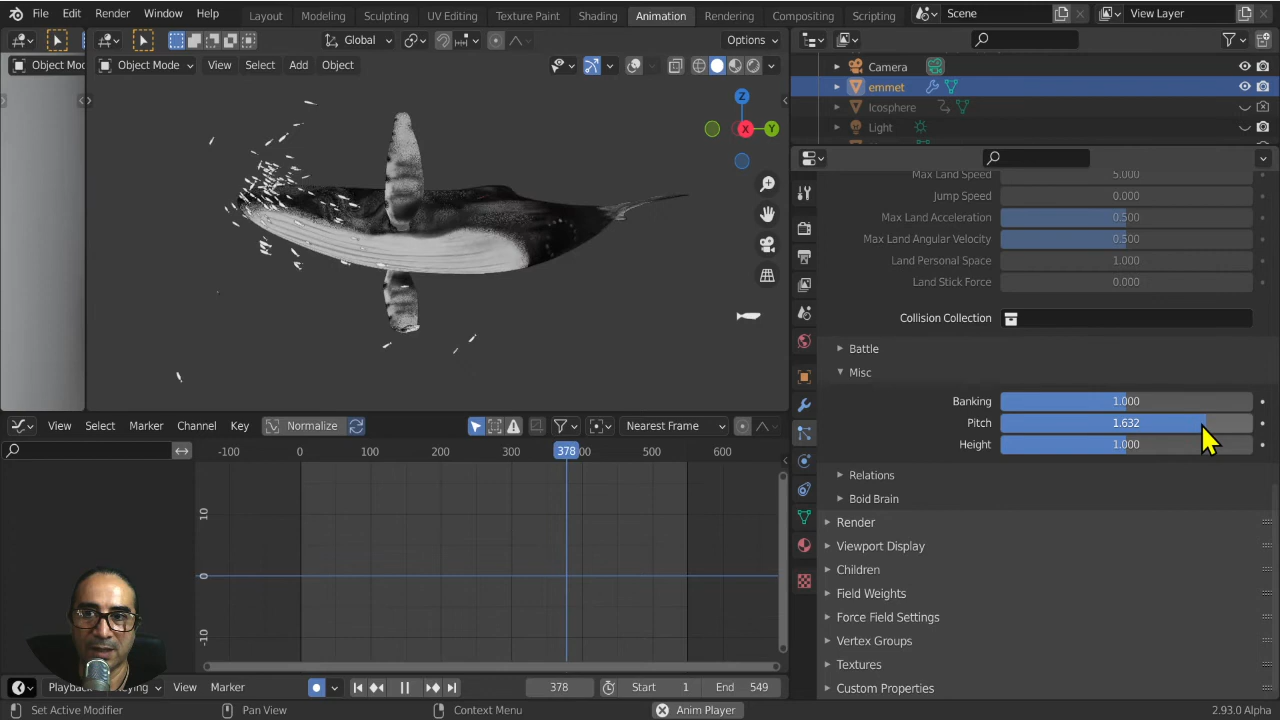 File Edit Render Window Help Layout Modeling Sculpting UV Editing Texture Paint Shading Animation Rendering Compositing Scripting Scene View Layer
Global Options
Object Mod Object Mode View Select Add Object
Z
X Y
Camera
emmet
Icosphere
Light
Max Land Speed 5.000
Jump Speed 0.000
Max Land Acceleration 0.500
Max Land Angular Velocity 0.500
Land Personal Space 1.000
Land Stick Force 0.000
Collision Collection
Battle
Misc
Banking 1.000
Pitch 1.632
Height 1.000
Relations
Boid Brain
Render
Viewport Display
Children
Field Weights
Force Field Settings
Vertex Groups
Textures
Custom Properties
View Select Marker Channel Key Normalize Nearest Frame
-100 0 100 200 300 378 400 500 600
10
0
-10
Playback Keying View Marker 378 Start 1 End 549
Set Active Modifier Pan View Context Menu Anim Player 2.93.0 Alpha